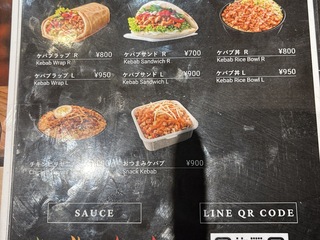 ケバブラップ R ¥800
Kebab Wrap R
ケバブラップ L ¥950
Kebab Wrap L
ケバブサンド R ¥700
Kebab Sandwich R
ケバブサンド L ¥900
Kebab Sandwich L
ケバブ丼 R ¥800
Kebab Rice Bowl R
ケバブ丼 L ¥950
Kebab Rice Bowl L
チキン
おつまみケバブ ¥900
Snack Kebab
SAUCE
LINE QR CODE